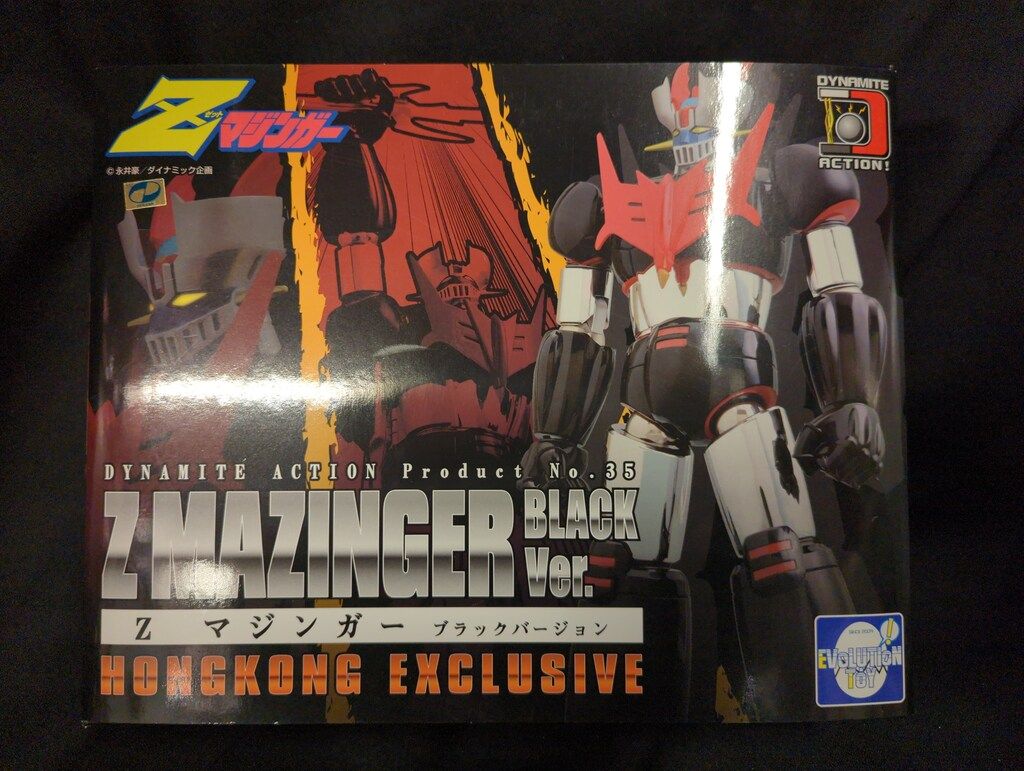 Z
ゼット
マジンガー
©永井豪／ダイナミック企画
DYNAMITE
ACTION!
DYNAMITE ACTION Product No.35
Z MAZINGER BLACK Ver.
Z マジンガー ブラックバージョン
HONGKONG EXCLUSIVE
SINCE 2009
EVOLUTION
TOY